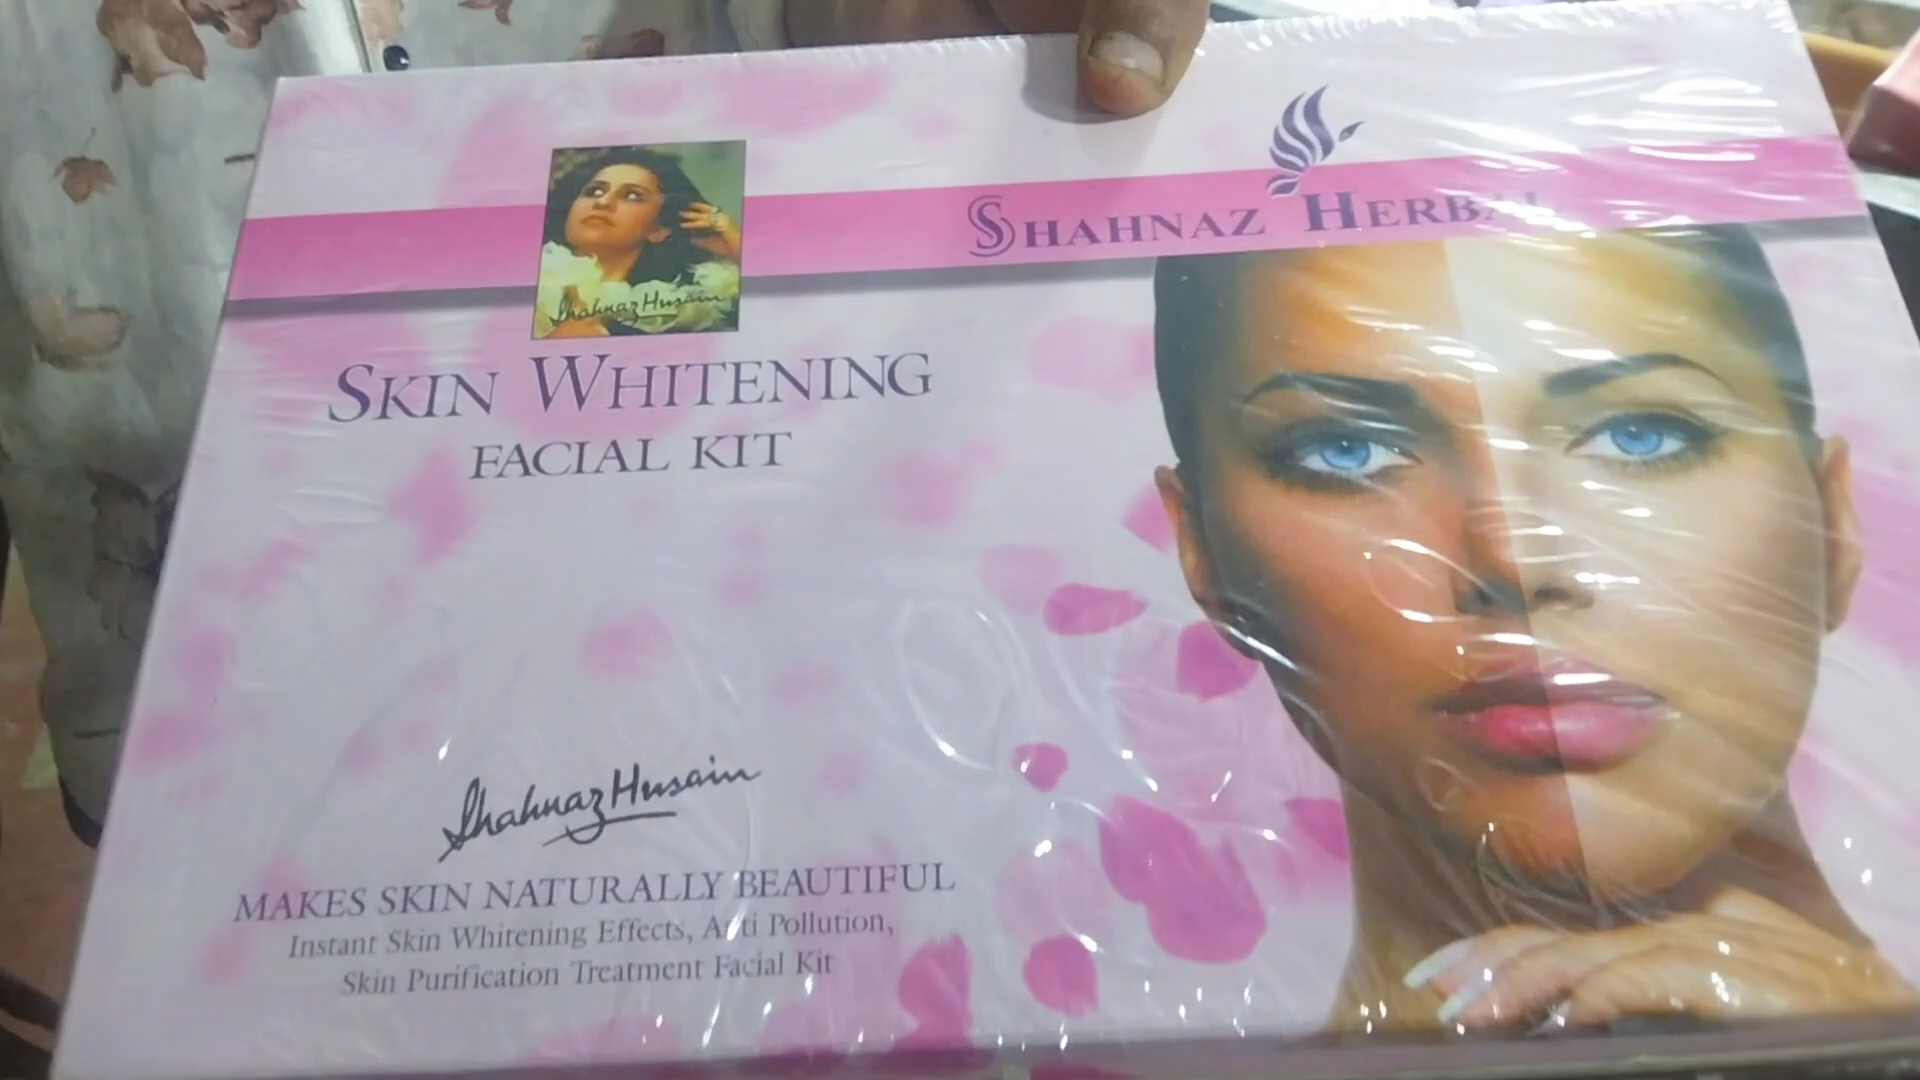 SHAHNAZ HERBAL
Shahnaz Husain
SKIN WHITENING
FACIAL KIT
Shahnaz Husain
MAKES SKIN NATURALLY BEAUTIFUL
Instant Skin Whitening Effects, Anti Pollution,
Skin Purification Treatment Facial Kit